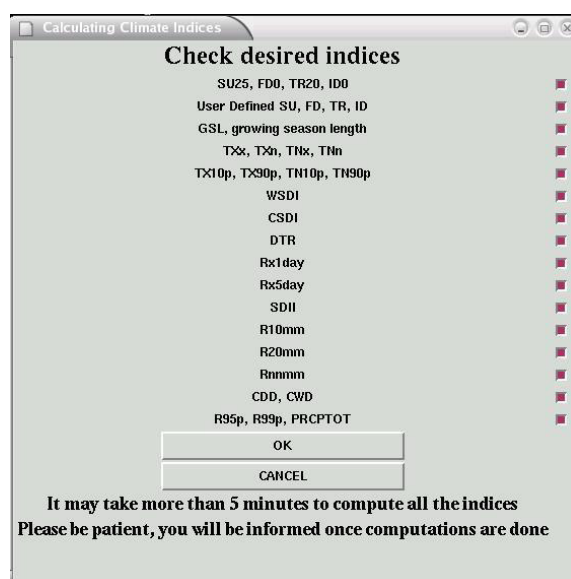 Calculating Climate Indices
Check desired indices
SU25, FD0, TR20, ID0
User Defined SU, FD, TR, ID
GSL, growing season length
TXx, TXn, TNx, TNn
TX10p, TX90p, TN10p, TN90p
WSDI
CSDI
DTR
Rx1day
Rx5day
SDII
R10mm
R20mm
Rnnmm
CDD, CWD
R95p, R99p, PRCPTOT
OK
CANCEL
It may take more than 5 minutes to compute all the indices
Please be patient, you will be informed once computations are done